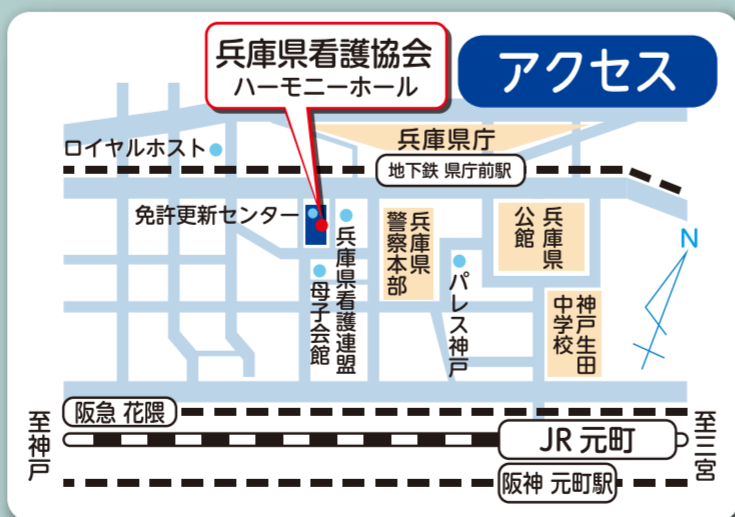 兵庫県看護協会
ハーモニーホール
アクセス
兵庫県庁
ロイヤルホスト
地下鉄 県庁前駅
免許更新センター
兵庫県看護連盟
母子会館
兵庫県
警察本部
パレス神戸
兵庫県
公館
神戸生田
中学校
N
阪急 花隈
至神戸
JR 元町
至三宮
阪神 元町駅